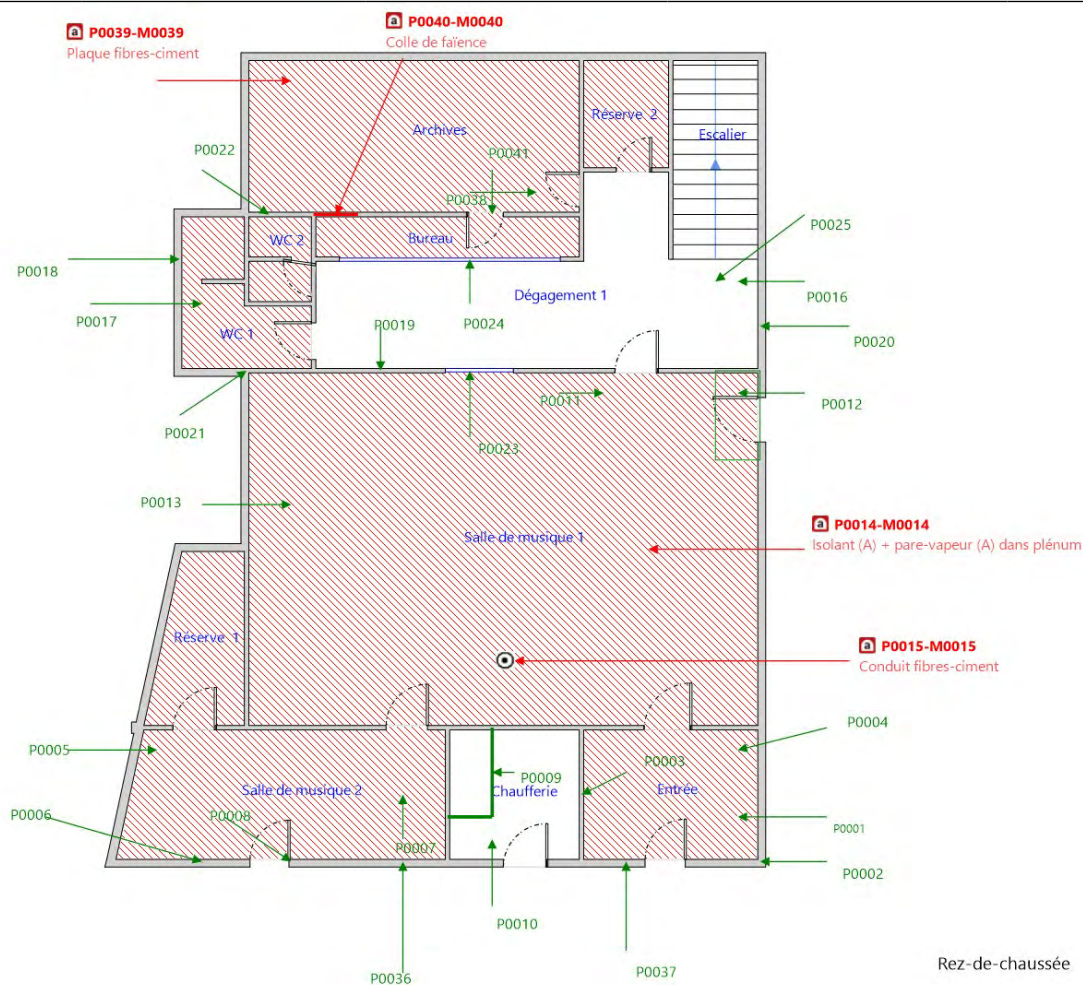 a P0039-M0039
Plaque fibres-ciment
a P0040-M0040
Colle de faïence
Archives
Réserve 2
Escalier
P0022
P0041
P0038
P0025
WC 2
Bureau
P0018
Dégagement 1
P0016
P0017
WC 1
P0019
P0024
P0020
P0011
P0012
P0021
P0023
P0013
a P0014-M0014
Isolant (A) + pare-vapeur (A) dans plénum
Salle de musique 1
Réserve 1
a P0015-M0015
Conduit fibres-ciment
P0004
P0005
P0003
P0009
Salle de musique 2
Chaufferie
Entrée
P0006
P0008
P0007
P0001
P0002
P0010
P0036
P0037
Rez-de-chaussée